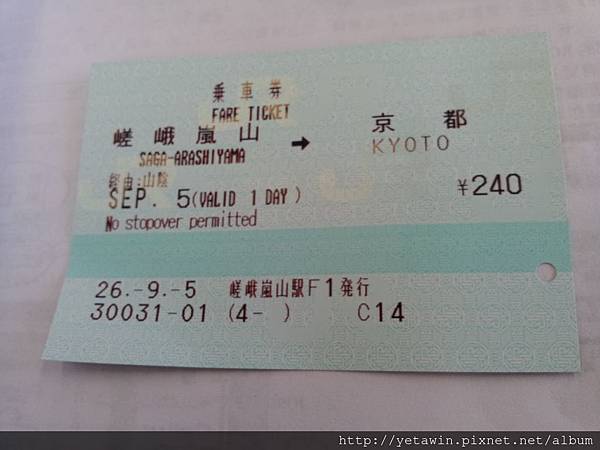 乗車券
FARE TICKET
嵯峨嵐山 → 京都
SAGA-ARASHIYAMA KYOTO
経由:山陰
SEP. 5(VALID 1 DAY) ¥240
No stopover permitted
26.-9.-5 嵯峨嵐山駅F1発行
30031-01 (4- ) C14
http://yetawin.pixnet.net/album